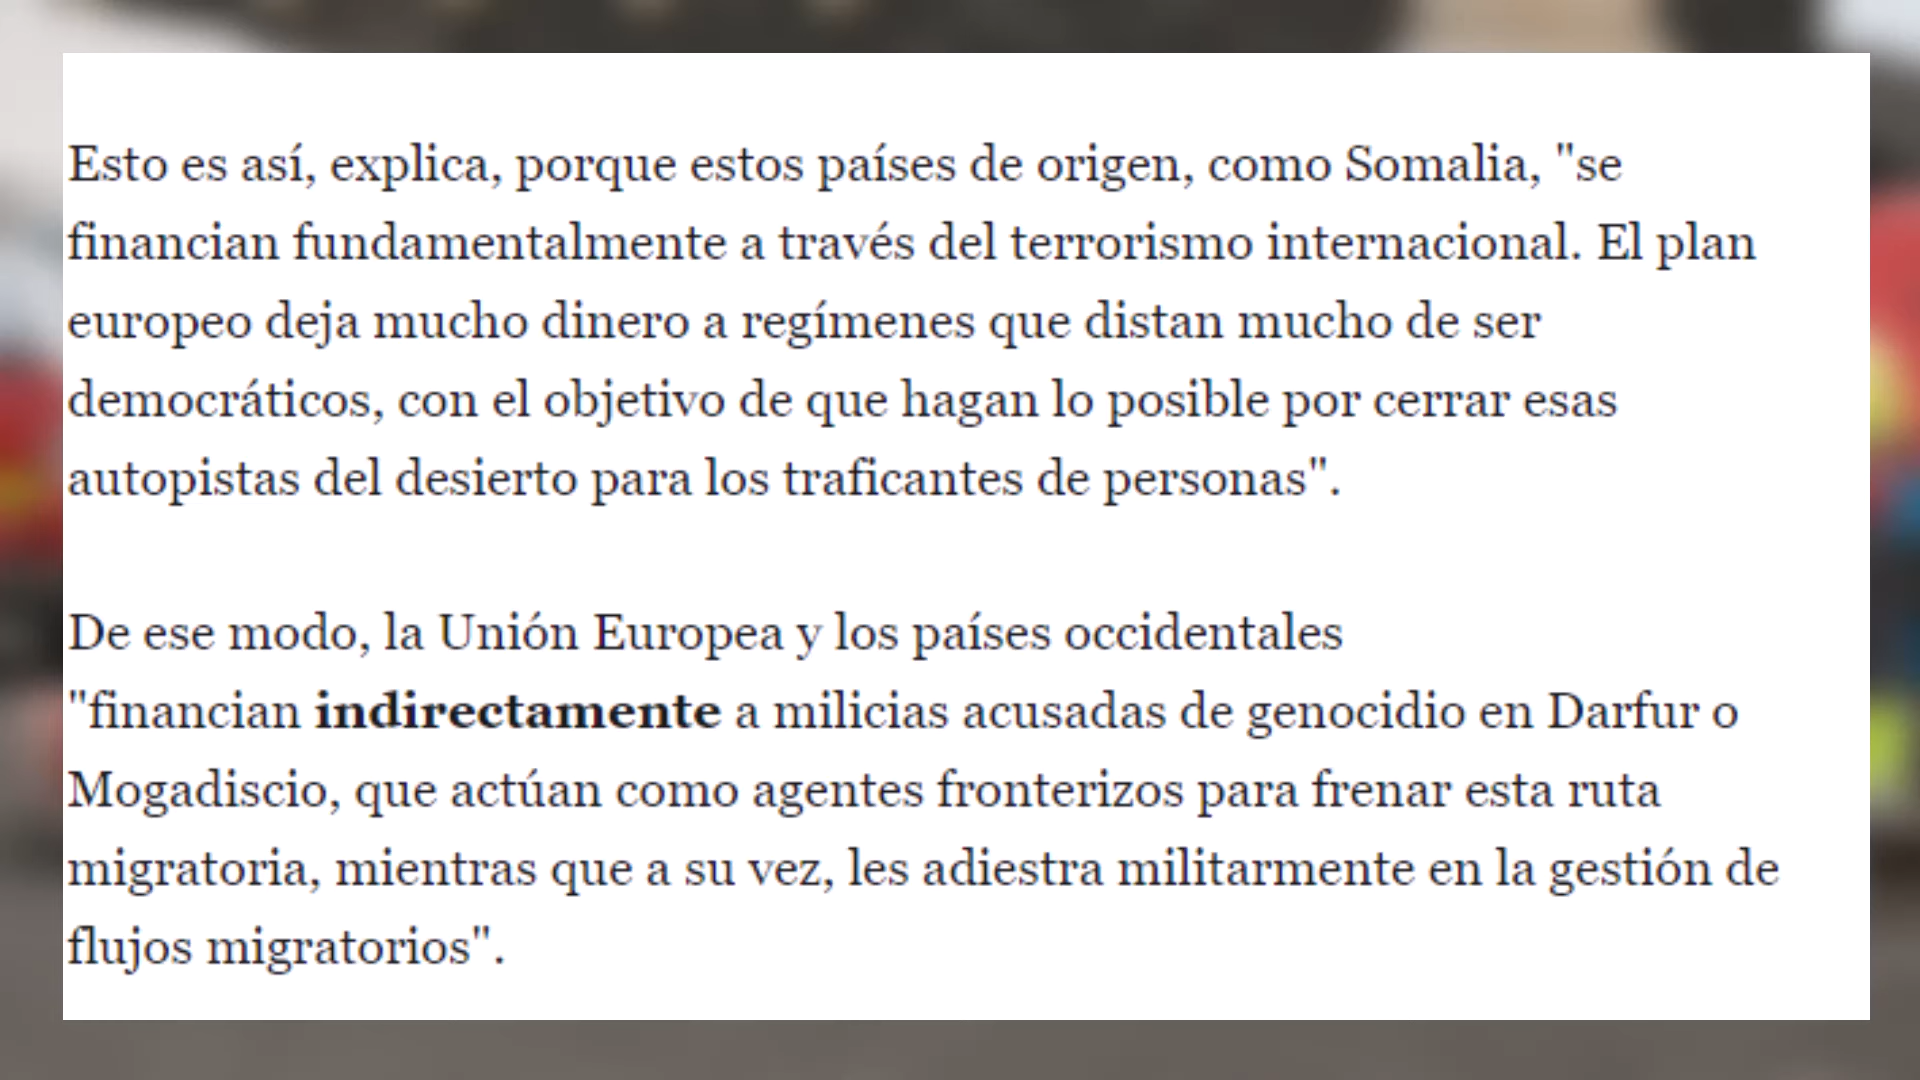 Esto es así, explica, porque estos países de origen, como Somalia, "se
financian fundamentalmente a través del terrorismo internacional. El plan
europeo deja mucho dinero a regímenes que distan mucho de ser
democráticos, con el objetivo de que hagan lo posible por cerrar esas
autopistas del desierto para los traficantes de personas".
De ese modo, la Unión Europea y los países occidentales
"financian indirectamente a milicias acusadas de genocidio en Darfur o
Mogadiscio, que actúan como agentes fronterizos para frenar esta ruta
migratoria, mientras que a su vez, les adiestra militarmente en la gestión de
flujos migratorios".